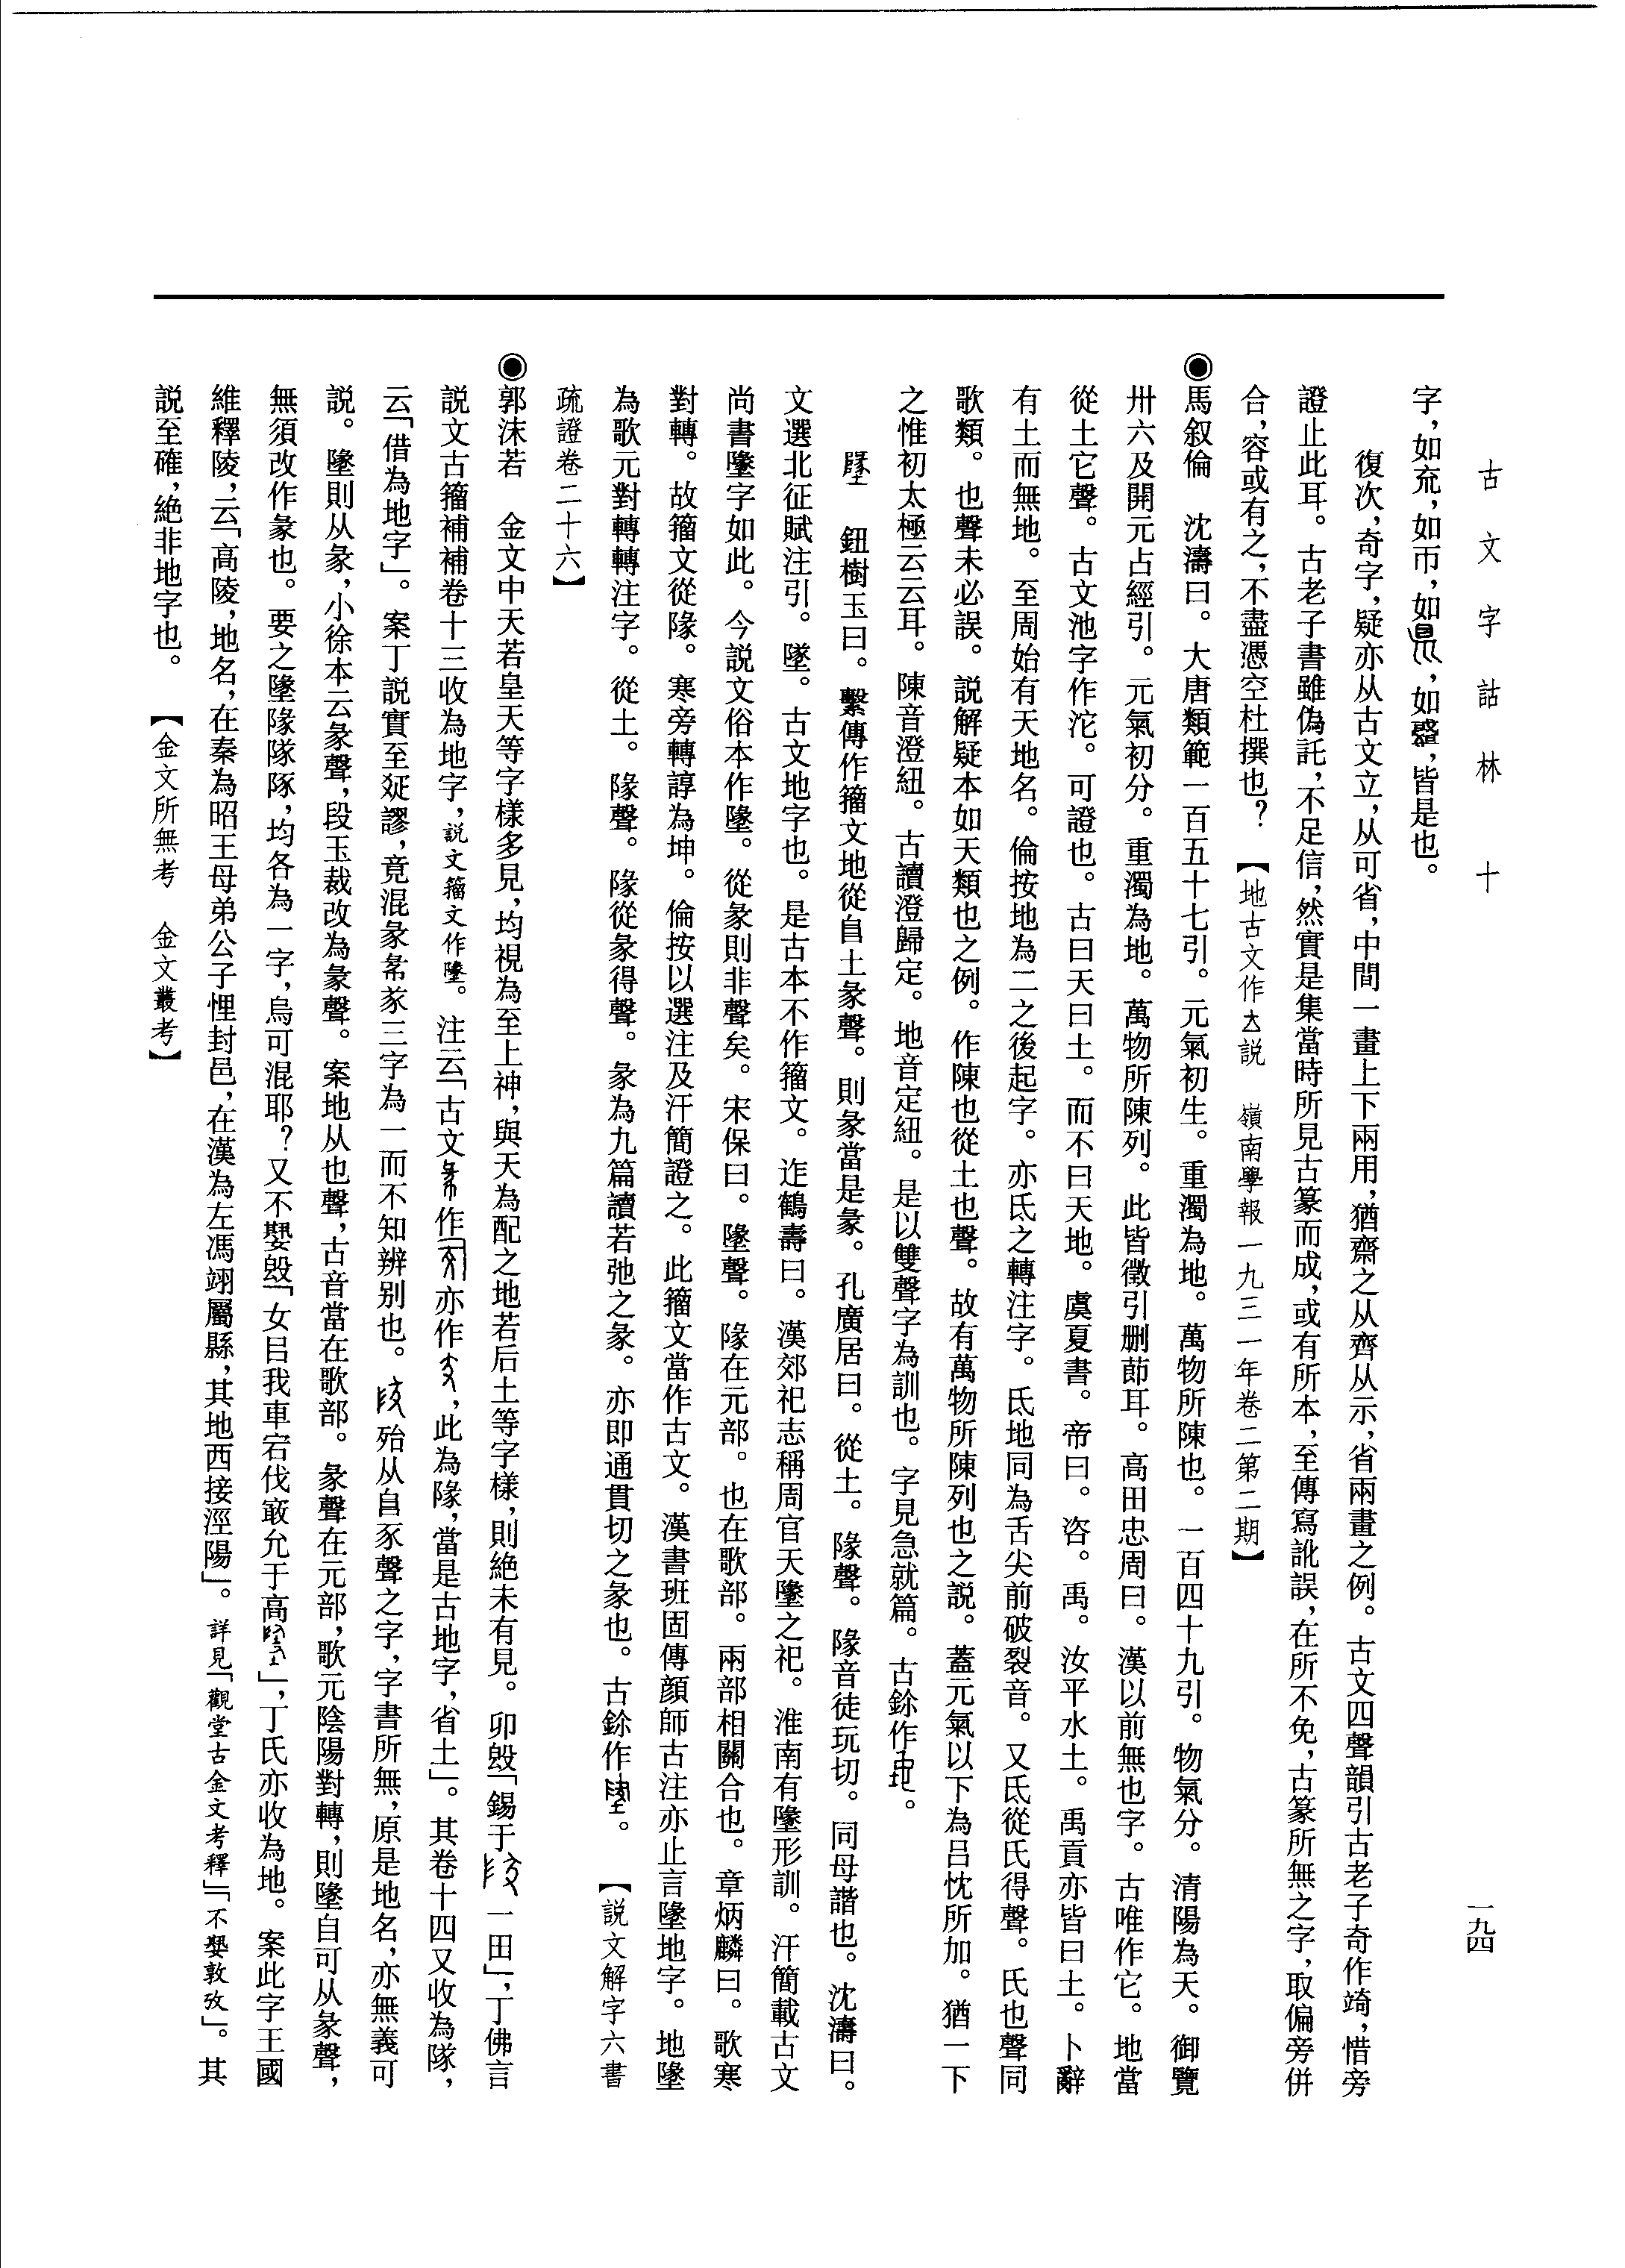 古文字詁林　十
一九四
字，如充，如帀，如，如，皆是也。
復次，奇字，疑亦从古文立，从可省，中間一畫上下兩用，猶齋之从齊从示，省兩畫之例。古文四聲韻引古老子奇作竒，惜旁
證止此耳。古老子書雖偽託，不足信，然實是集當時所見古篆而成，或有所本，至傳寫訛誤，在所不免，古篆所無之字，取偏旁併
合，容或有之，不盡憑空杜撰也？　【地古文作説　嶺南學報一九三一年卷二第二期】
◉馬叙倫　沈濤曰。大唐類範一百五十七引。元氣初生。重濁為地。萬物所陳也。一百四十九引。物氣分。清陽為天。御覽
卅六及開元占經引。元氣初分。重濁為地。萬物所陳列。此皆徵引删莭耳。高田忠周曰。漢以前無也字。古唯作它。地當
從土它聲。古文池字作沱。可證也。古曰天曰土。而不曰天地。虞夏書。帝曰。咨。禹。汝平水土。禹貢亦皆曰土。卜辭
有土而無地。至周始有天地名。倫按地為二之後起字。亦氐之轉注字。氐地同為舌尖前破裂音。又氐從氏得聲。氏也聲同
歌類。也聲未必誤。説解疑本如天類也之例。作陳也從土也聲。故有萬物所陳列也之説。蓋元氣以下為吕忱所加。猶一下
之惟初太極云云耳。陳音澄紐。古讀澄歸定。地音定紐。是以雙聲字為訓也。字見急就篇。古鉩作。
墬　鈕樹玉曰。繫傳作籀文地從𨸏土彖聲。則彖當是彖。孔廣居曰。從土。隊聲。隊音徒玩切。同母諧也。沈濤曰。
文選北征賦注引。墜。古文地字也。是古本不作籀文。迮鶴壽曰。漢郊祀志稱周官天墬之祀。淮南有墬形訓。汗簡載古文
尚書墬字如此。今説文俗本作墜。從彖則非聲矣。宋保曰。墬聲。隊在元部。也在歌部。兩部相關合也。章炳麟曰。歌寒
對轉。故籀文從隊。寒旁轉諄為坤。倫按以選注及汗簡證之。此籀文當作古文。漢書班固傳顔師古注亦止言墬地字。地墬
為歌元對轉轉注字。從土。隊聲。隊從彖得聲。彖為九篇讀若弛之彖。亦即通貫切之彖也。古鉩作。　【説文解字六書
疏證卷二十六】
◉郭沫若　金文中天若皇天等字樣多見，均視為至上神，與天為配之地若后土等字樣，則絶未有見。卯𣪘「錫于一田」，丁佛言
説文古籀補補卷十三收為地字，説文籀文作墬。注云「古文作亦作，此為隊，當是古地字，省土」。其卷十四又收為隊，
云「借為地字」。案丁説實至綖謬，竟混彖㣇㒸三字為一而不知辨别也。殆从𨸏豕聲之字，字書所無，原是地名，亦無義可
説。墬則从彖，小徐本云彖聲，段玉裁改為彖聲。案地从也聲，古音當在歌部。彖聲在元部，歌元陰陽對轉，則墬自可从彖聲，
無須改作彖也。要之墬隊隊豚，均各為一字，烏可混耶？又不𡢁𣪘「女㠯我車宕伐𢿨允于高」，丁氏亦收為地。案此字王國
維釋陵，云「高陵，地名，在秦為昭王母弟公子悝封邑，在漢為左馮翊屬縣，其地西接涇陽」。詳見「觀堂古金文考釋」「不𡢁敦攷」。其
説至確，絶非地字也。　【金文所無考　金文叢考】